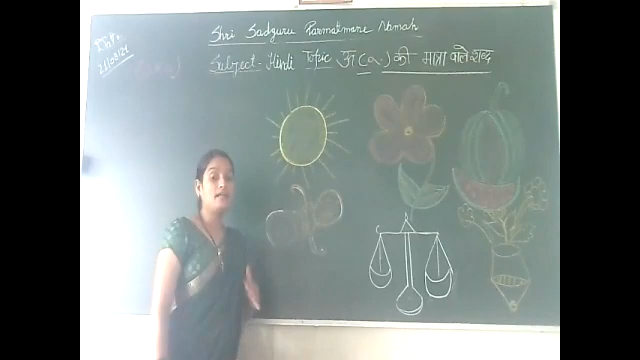 Shri Sadguru Parmatmane Namah
Subject - Hindi Topic ऊ ( ू ) की मात्रा वाले शब्द